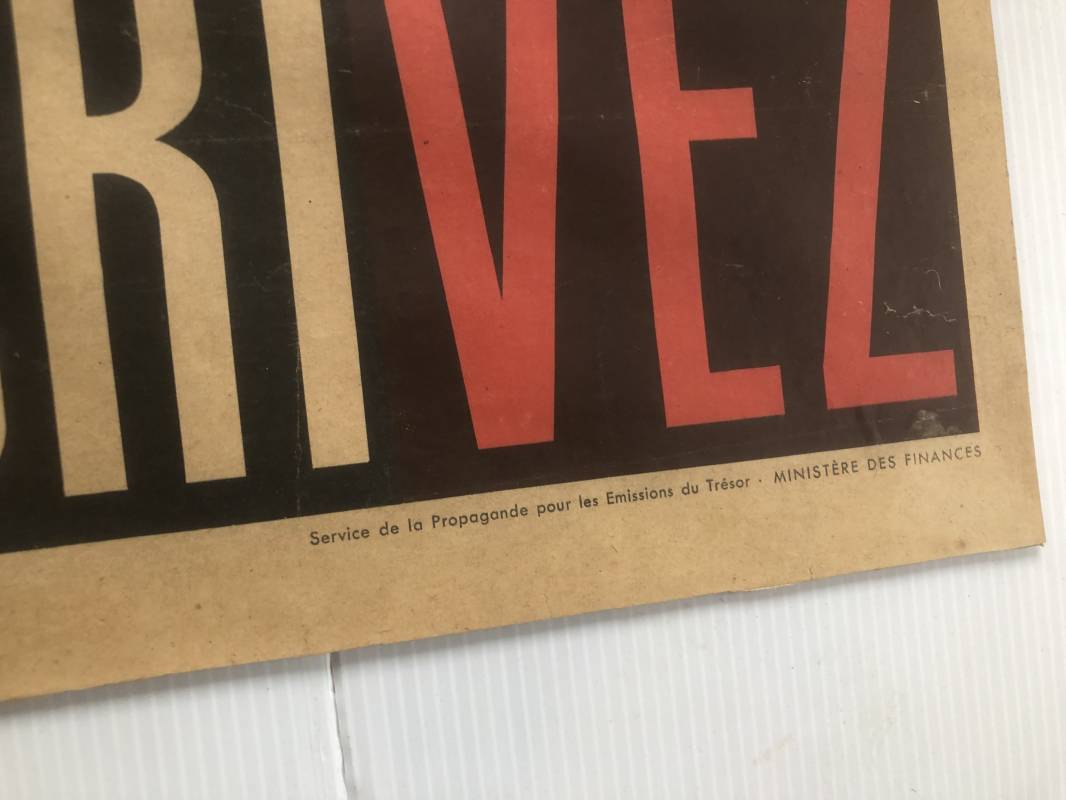 RIVEZ
Service de la Propagande pour les Emissions du Trésor · MINISTÈRE DES FINANCES